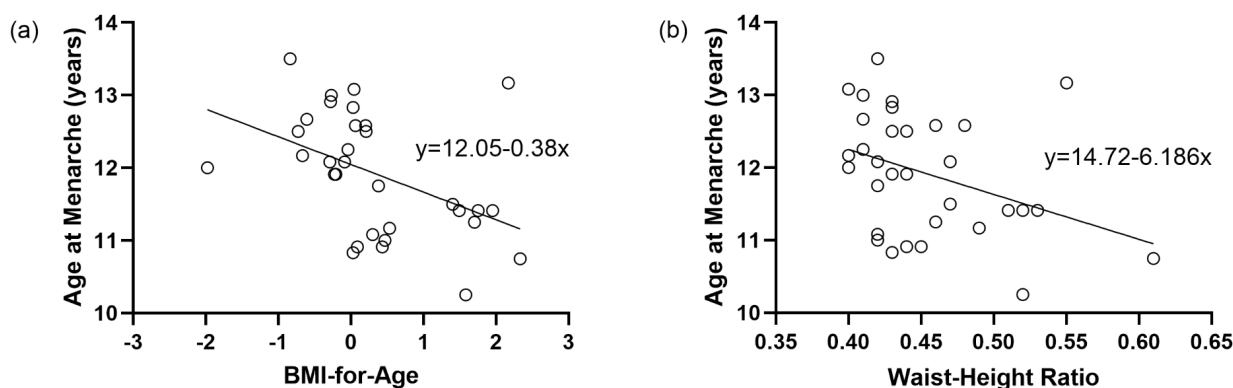 (a)
Age at Menarche (years)
14
13
12
11
10
y=12.05-0.38x
-3 -2 -1 0 1 2 3
BMI-for-Age
(b)
Age at Menarche (years)
14
13
12
11
10
y=14.72-6.186x
0.35 0.40 0.45 0.50 0.55 0.60 0.65
Waist-Height Ratio